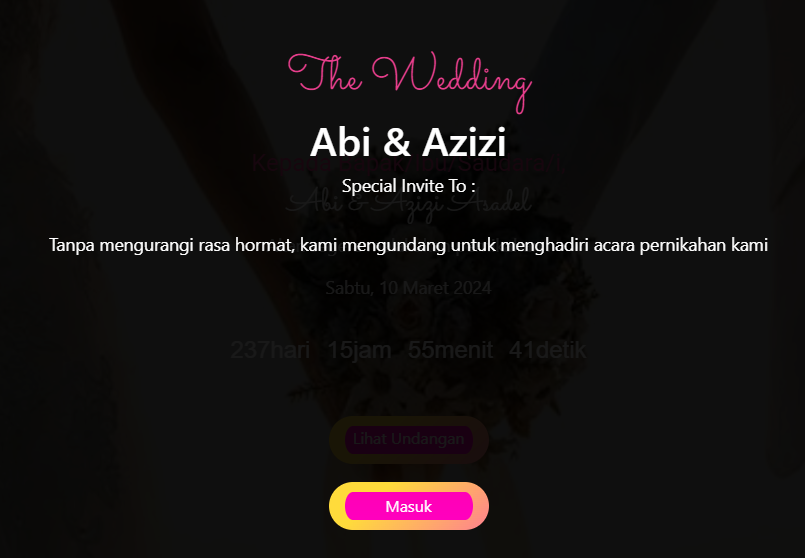 The Wedding
Abi & Azizi
Special Invite To :
Abi & Azizi Asadel
Tanpa mengurangi rasa hormat, kami mengundang untuk menghadiri acara pernikahan kami
Sabtu, 10 Maret 2024
237hari 15jam 55menit 41detik
Lihat Undangan
Masuk